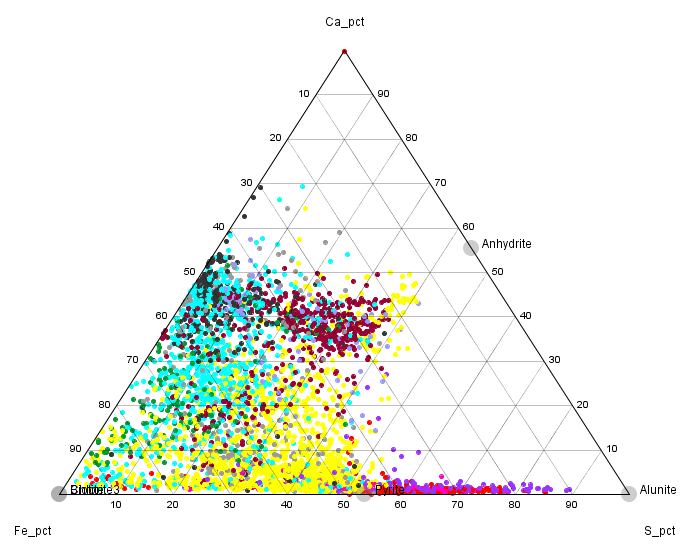 Ca_pct
10 90
20 80
30 70
40 60
Anhydrite
50 50
60 40
70 30
80 20
90 10
Pyrite
Alunite
10 20 30 40 50 60 70 80 90
Fe_pct S_pct